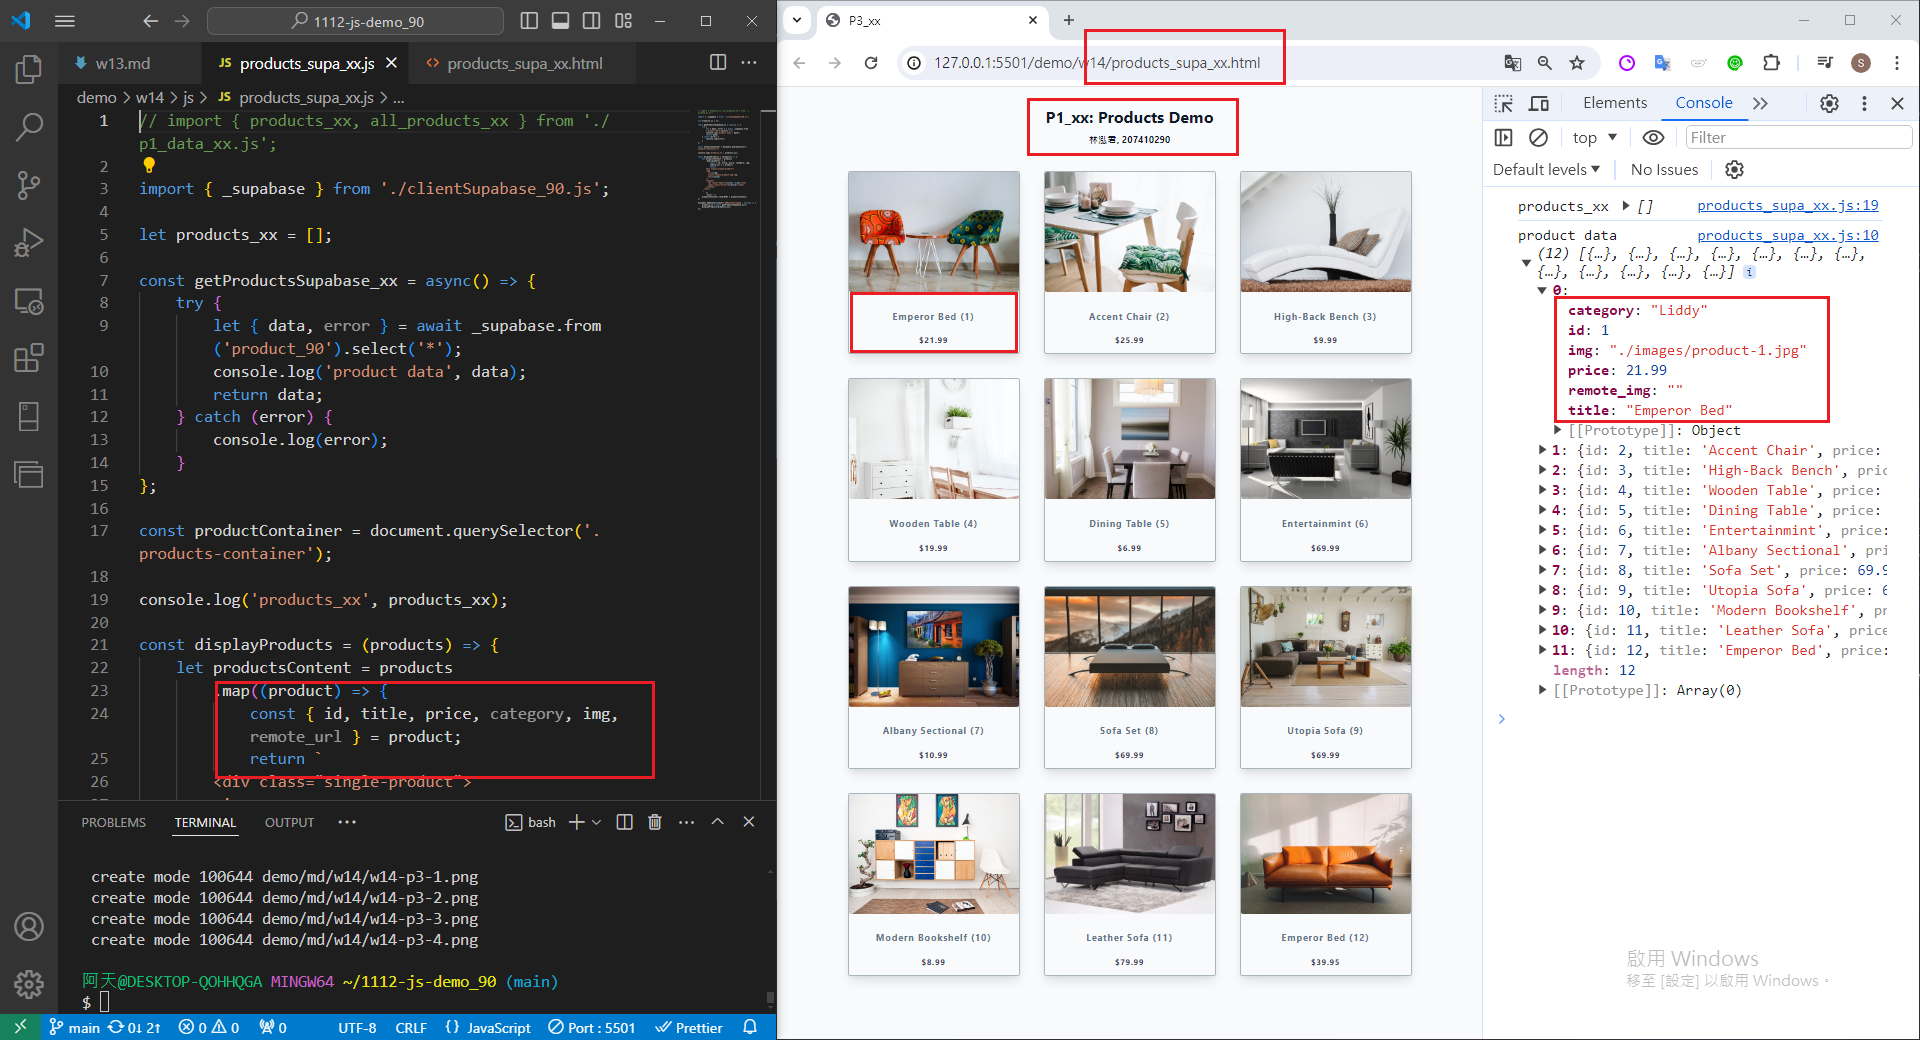 1112-js-demo_90
w13.md
JS products_supa_xx.js
<> products_supa_xx.html
demo > w14 > js > JS products_supa_xx.js > ...
1 // import { products_xx, all_products_xx } from './
p1_data_xx.js';
2
3 import { _supabase } from './clientSupabase_90.js';
4
5 let products_xx = [];
6
7 const getProductsSupabase_xx = async() => {
8 try {
9 let { data, error } = await _supabase.from
('product_90').select('*');
10 console.log('product data', data);
11 return data;
12 } catch (error) {
13 console.log(error);
14 }
15 };
16
17 const productContainer = document.querySelector('.
products-container');
18
19 console.log('products_xx', products_xx);
20
21 const displayProducts = (products) => {
22 let productsContent = products
23 .map((product) => {
24 const { id, title, price, category, img,
remote_url } = product;
25 return `
26 <div class="single-product">
PROBLEMS TERMINAL OUTPUT ...
bash
create mode 100644 demo/md/w14/w14-p3-1.png
create mode 100644 demo/md/w14/w14-p3-2.png
create mode 100644 demo/md/w14/w14-p3-3.png
create mode 100644 demo/md/w14/w14-p3-4.png
阿天@DESKTOP-QOHHQGA MINGW64 ~/1112-js-demo_90 (main)
$
main 0↓ 2↑ 0 0 0 UTF-8 CRLF {} JavaScript Port : 5501 Prettier
P3_xx
127.0.0.1:5501/demo/w14/products_supa_xx.html
S
P1_xx: Products Demo
林泓君, 207410290
Emperor Bed (1)
$21.99
Accent Chair (2)
$25.99
High-Back Bench (3)
$9.99
Wooden Table (4)
$19.99
Dining Table (5)
$6.99
Entertainmint (6)
$69.99
Albany Sectional (7)
$10.99
Sofa Set (8)
$69.99
Utopia Sofa (9)
$69.99
Modern Bookshelf (10)
$8.99
Leather Sofa (11)
$79.99
Emperor Bed (12)
$39.95
Elements Console
top Filter
Default levels No Issues
products_xx ▶ [] products_supa_xx.js:19
product data products_supa_xx.js:10
(12) [{…}, {…}, {…}, {…}, {…}, {…}, {…},
{…}, {…}, {…}, {…}, {…}] i
▼ 0:
category: "Liddy"
id: 1
img: "./images/product-1.jpg"
price: 21.99
remote_img: ""
title: "Emperor Bed"
▶ [[Prototype]]: Object
▶ 1: {id: 2, title: 'Accent Chair', price:
▶ 2: {id: 3, title: 'High-Back Bench', pric
▶ 3: {id: 4, title: 'Wooden Table', price:
▶ 4: {id: 5, title: 'Dining Table', price:
▶ 5: {id: 6, title: 'Entertainmint', price:
▶ 6: {id: 7, title: 'Albany Sectional', pri
▶ 7: {id: 8, title: 'Sofa Set', price: 69.9
▶ 8: {id: 9, title: 'Utopia Sofa', price: 6
▶ 9: {id: 10, title: 'Modern Bookshelf', pr
▶ 10: {id: 11, title: 'Leather Sofa', price
▶ 11: {id: 12, title: 'Emperor Bed', price:
length: 12
▶ [[Prototype]]: Array(0)
啟用 Windows
移至 [設定] 以啟用 Windows。